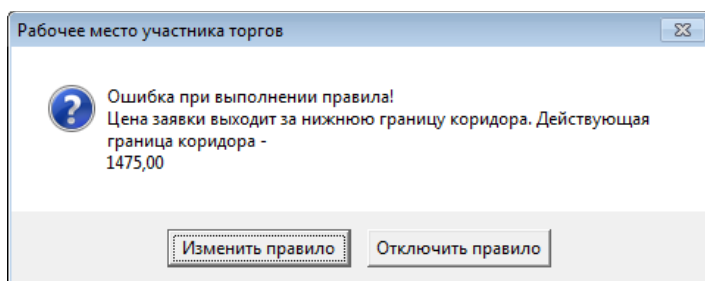 Рабочее место участника торгов
Ошибка при выполнении правила!
Цена заявки выходит за нижнюю границу коридора. Действующая
граница коридора -
1475,00
Изменить правило
Отключить правило